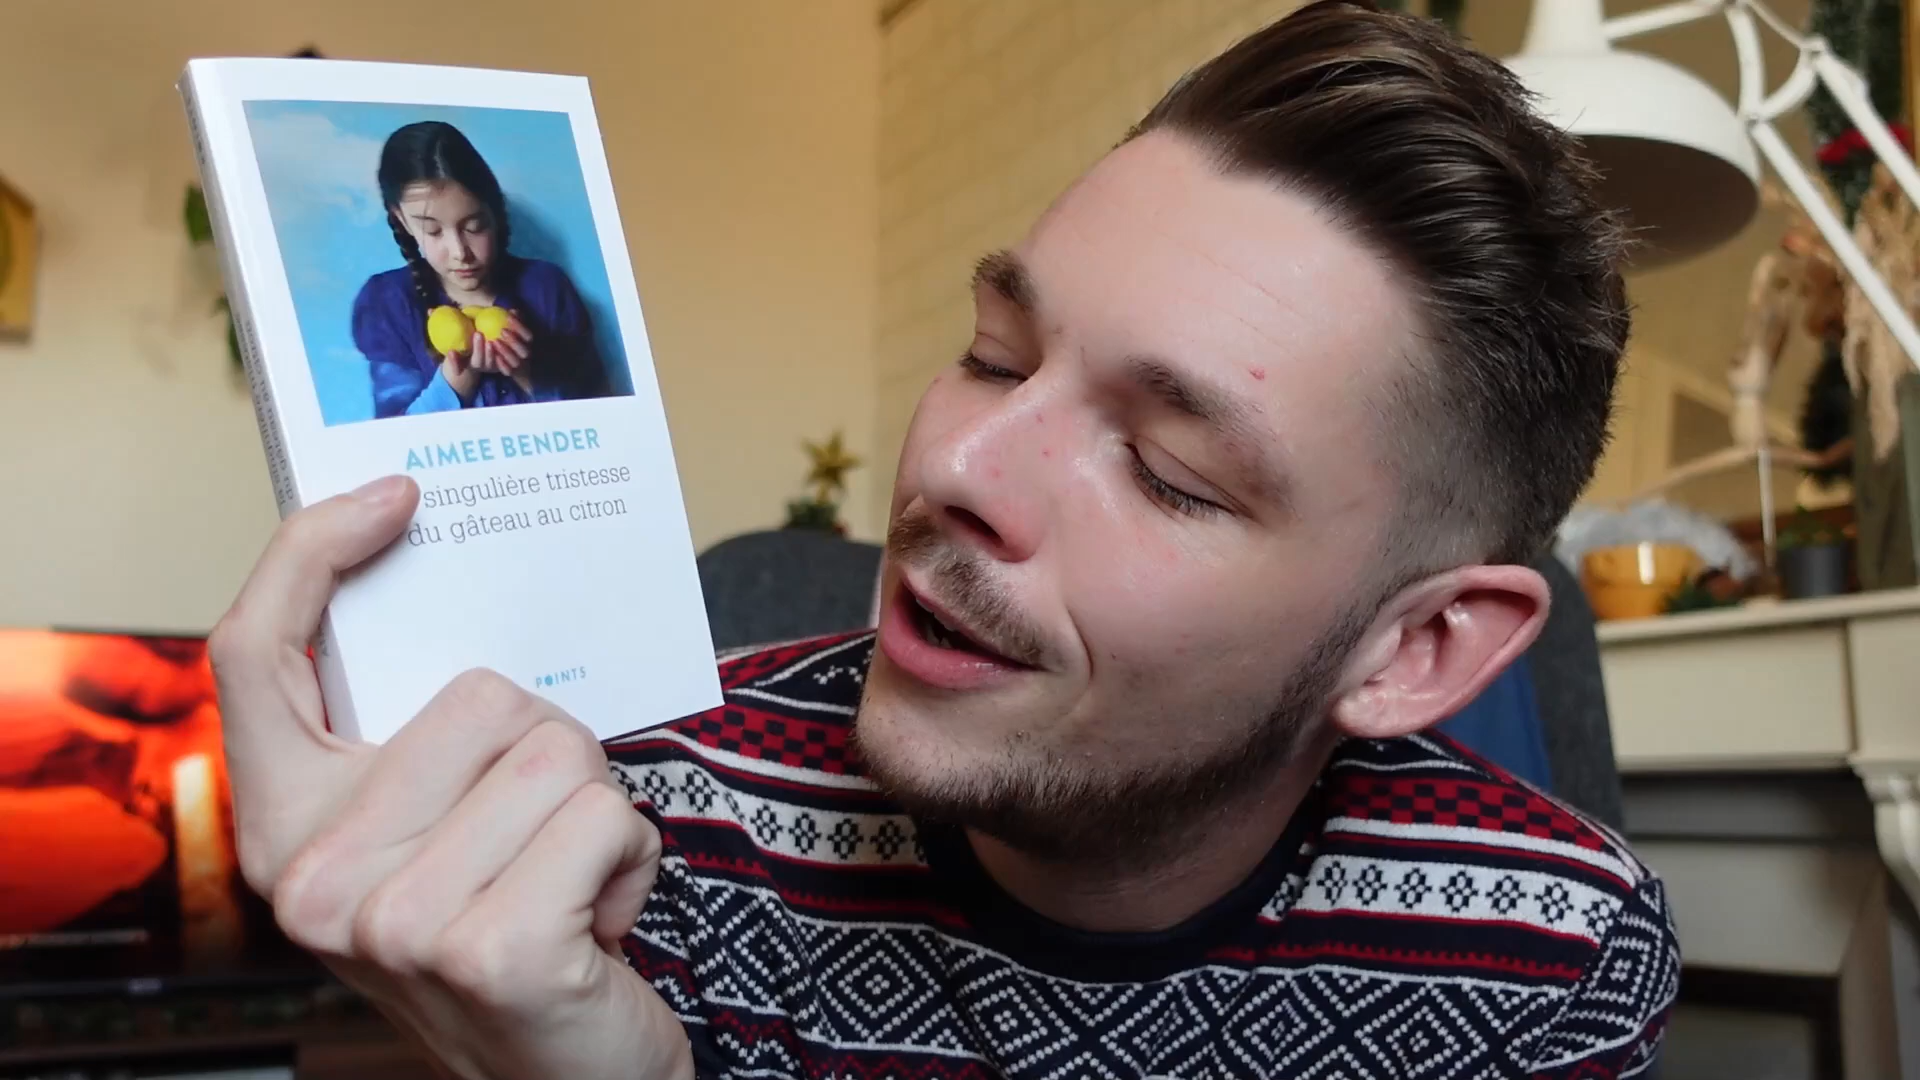 AIMEE BENDER
singulière tristesse
du gâteau au citron
POINTS